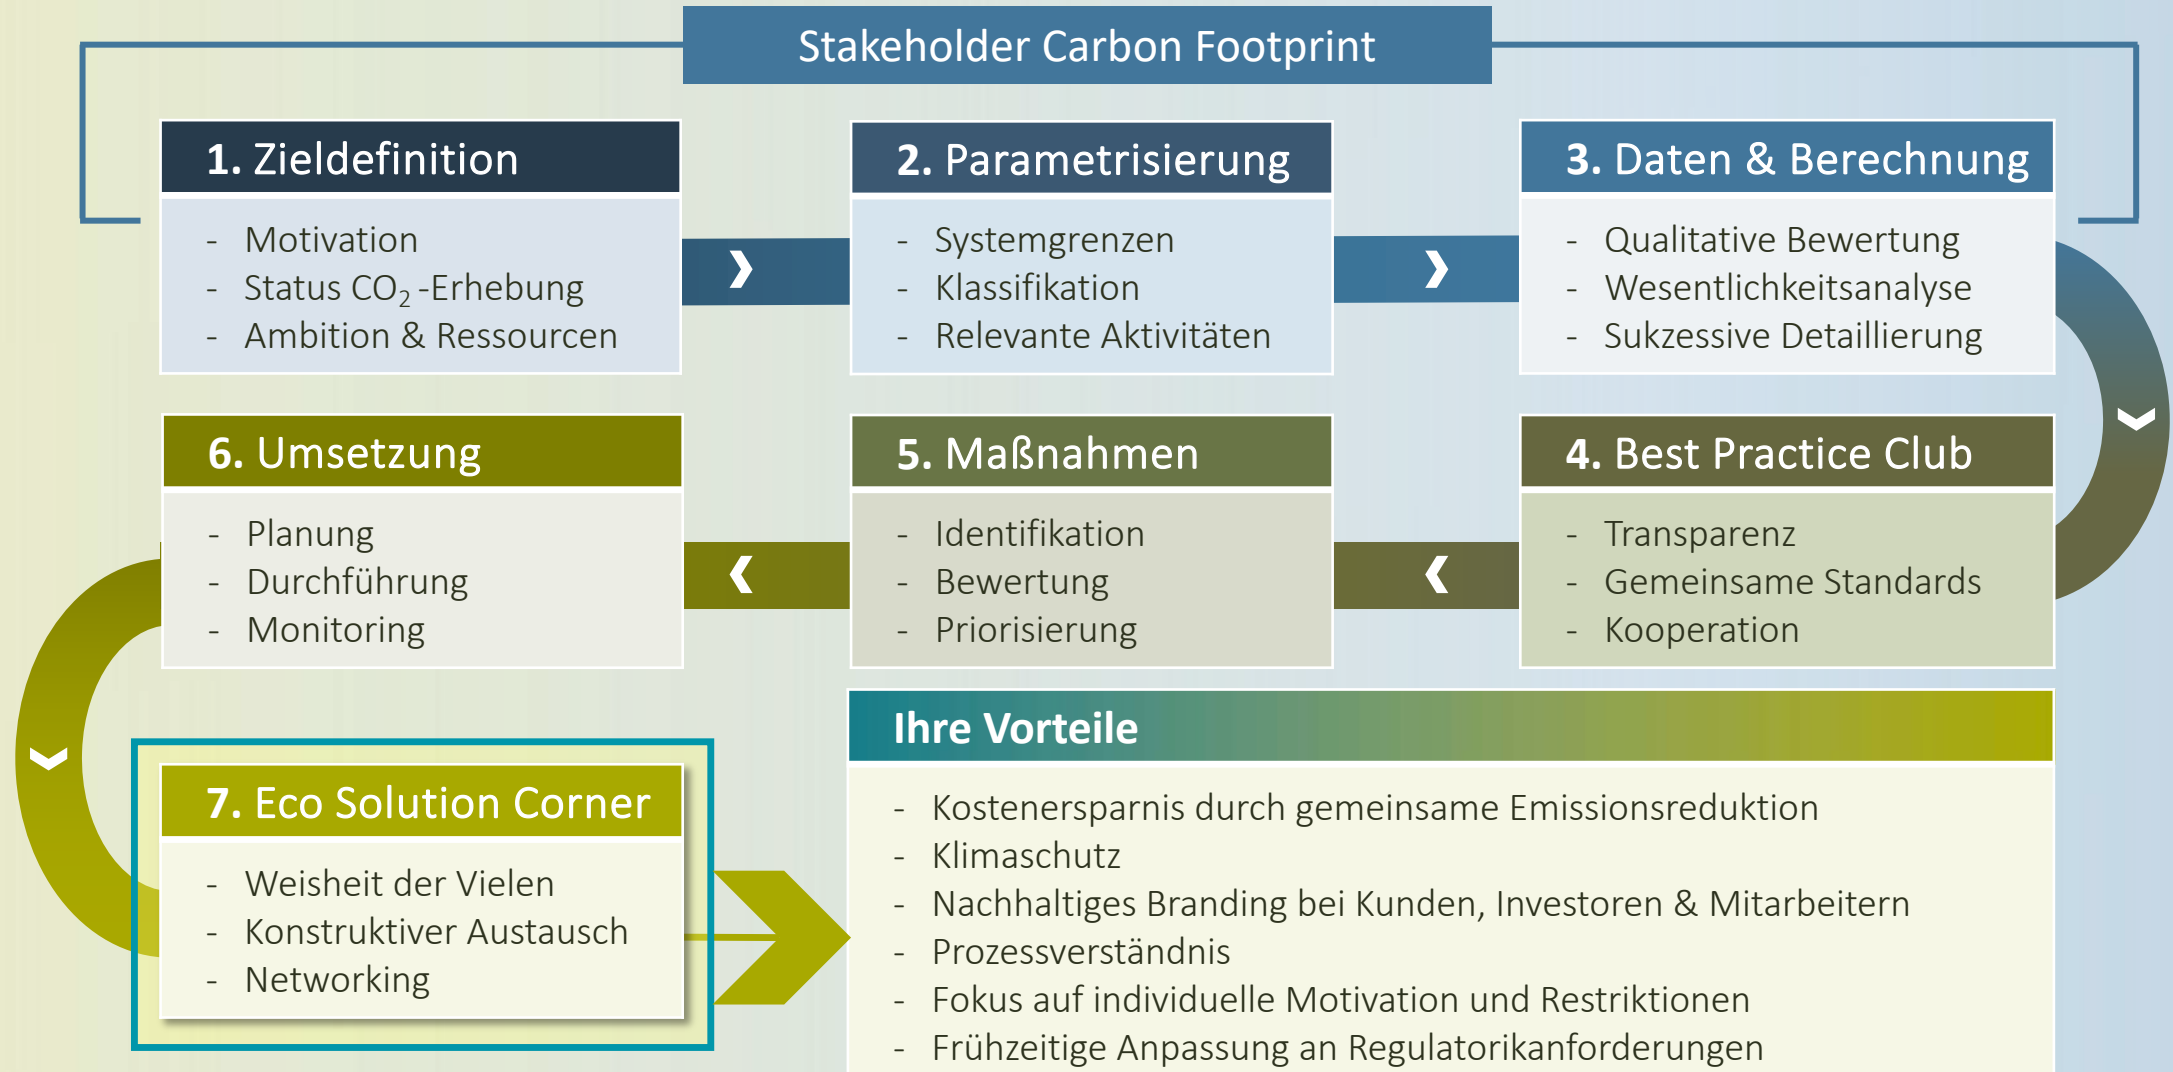 Stakeholder Carbon Footprint
1. Zieldefinition
- Motivation
- Status CO₂-Erhebung
- Ambition & Ressourcen
2. Parametrisierung
- Systemgrenzen
- Klassifikation
- Relevante Aktivitäten
3. Daten & Berechnung
- Qualitative Bewertung
- Wesentlichkeitsanalyse
- Sukzessive Detaillierung
4. Best Practice Club
- Transparenz
- Gemeinsame Standards
- Kooperation
5. Maßnahmen
- Identifikation
- Bewertung
- Priorisierung
6. Umsetzung
- Planung
- Durchführung
- Monitoring
7. Eco Solution Corner
- Weisheit der Vielen
- Konstruktiver Austausch
- Networking
Ihre Vorteile
- Kostenersparnis durch gemeinsame Emissionsreduktion
- Klimaschutz
- Nachhaltiges Branding bei Kunden, Investoren & Mitarbeitern
- Prozessverständnis
- Fokus auf individuelle Motivation und Restriktionen
- Frühzeitige Anpassung an Regulatorikanforderungen